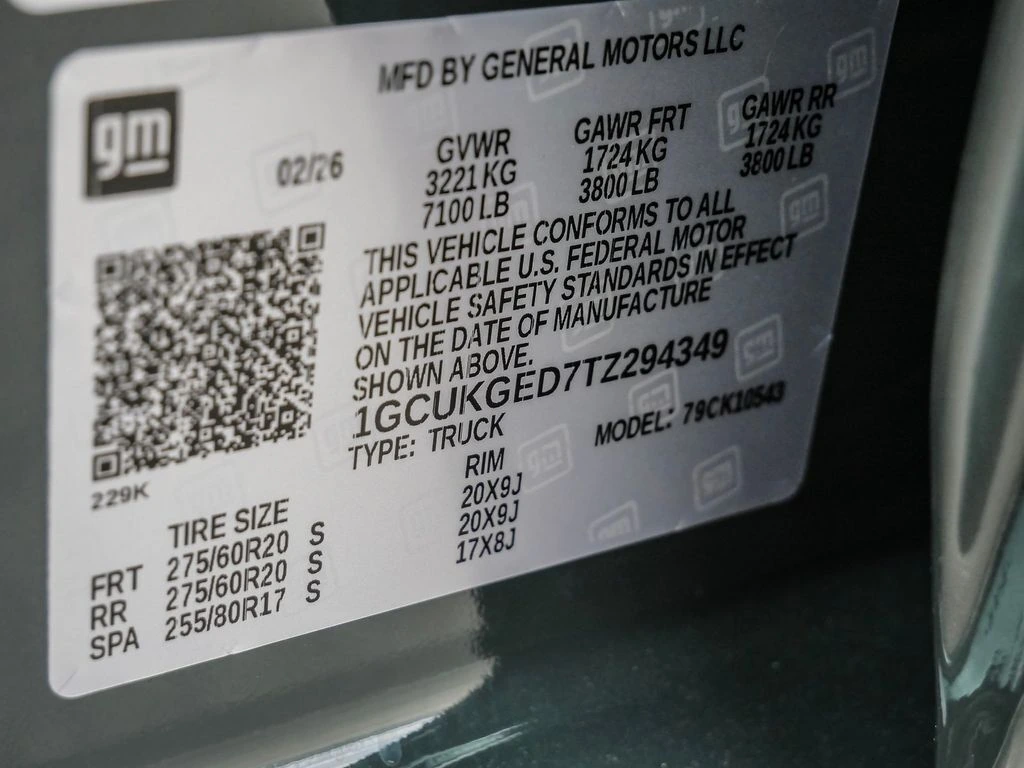 gm
MFD BY GENERAL MOTORS LLC
02/26
GVWR
3221 KG
7100 LB
GAWR FRT
1724 KG
3800 LB
GAWR RR
1724 KG
3800 LB
THIS VEHICLE CONFORMS TO ALL
APPLICABLE U.S. FEDERAL MOTOR
VEHICLE SAFETY STANDARDS IN EFFECT
ON THE DATE OF MANUFACTURE
SHOWN ABOVE.
1GCUKGED7TZ294349
TYPE: TRUCK
MODEL: 79CK10543
229K
TIRE SIZE RIM
FRT 275/60R20 S 20X9J
RR 275/60R20 S 20X9J
SPA 255/80R17 S 17X8J